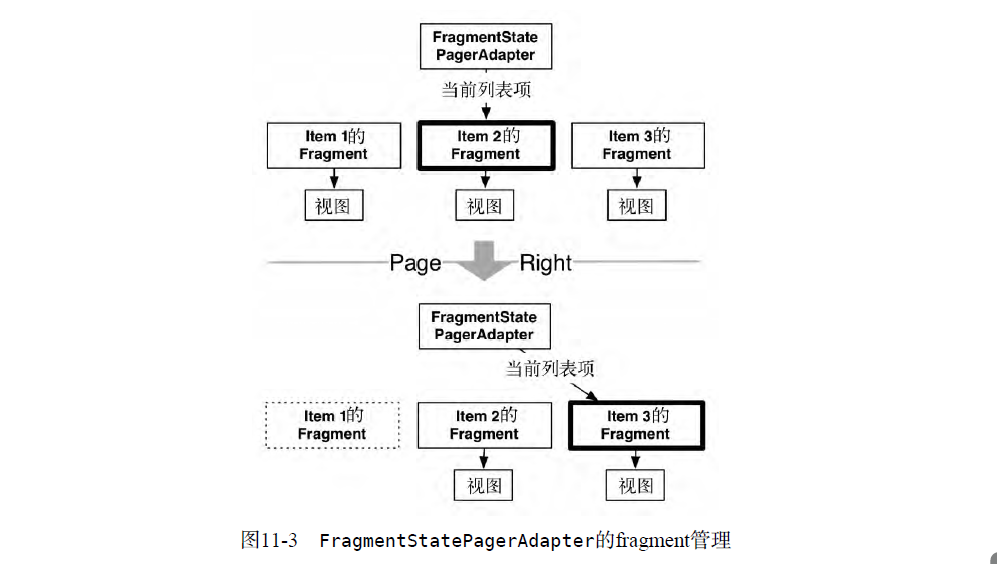 FragmentState
PagerAdapter
当前列表项
Item 1的
Fragment
Item 2的
Fragment
Item 3的
Fragment
视图
视图
视图
Page
Right
FragmentState
PagerAdapter
当前列表项
Item 1的
Fragment
Item 2的
Fragment
Item 3的
Fragment
视图
视图
图11-3 FragmentStatePagerAdapter的fragment管理